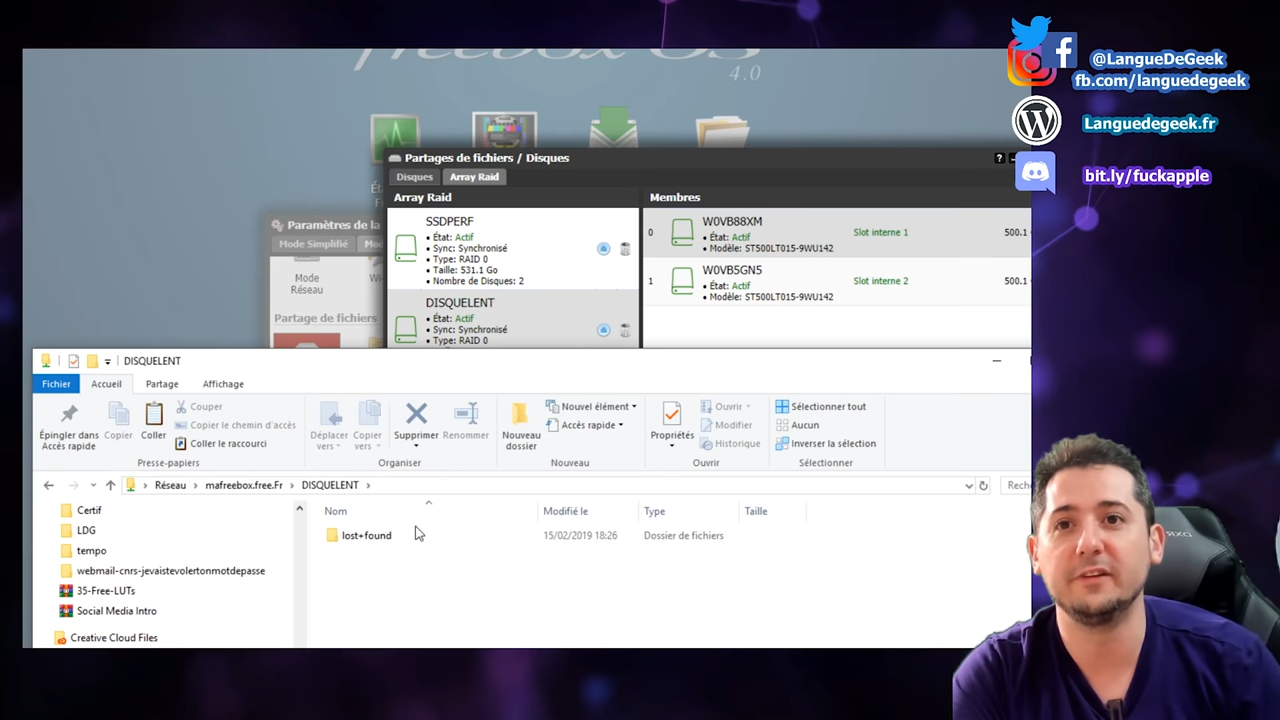 freebox OS
4.0
@LangueDeGeek
fb.com/languedegeek
Languedegeek.fr
bit.ly/fuckapple
Partages de fichiers / Disques
?
Disques
Array Raid
Array Raid
Membres
SSDPERF
• État: Actif
• Sync: Synchronisé
• Type: RAID 0
• Taille: 531.1 Go
• Nombre de Disques: 2
DISQUELENT
• État: Actif
• Sync: Synchronisé
• Type: RAID 0
0
W0VB88XM
• État: Actif
• Modèle: ST500LT015-9WU142
Slot interne 1
500.1
1
W0VB5GN5
• État: Actif
• Modèle: ST500LT015-9WU142
Slot interne 2
500.1
Paramètres de la
Mode Simplifié
Mode
Réseau
Partage de fichiers
DISQUELENT
Fichier
Accueil
Partage
Affichage
Épingler dans
Accès rapide
Copier
Coller
Couper
Copier le chemin d'accès
Coller le raccourci
Presse-papiers
Déplacer
vers
Copier
vers
Supprimer
Renommer
Organiser
Nouveau
dossier
Nouvel élément
Accès rapide
Nouveau
Propriétés
Ouvrir
Modifier
Historique
Ouvrir
Sélectionner tout
Aucun
Inverser la sélection
Sélectionner
Réseau > mafreebox.free.Fr > DISQUELENT >
Reche
Certif
LDG
tempo
webmail-cnrs-jevaistevolertonmotdepasse
35-Free-LUTs
Social Media Intro
Creative Cloud Files
Nom
Modifié le
Type
Taille
lost+found
15/02/2019 18:26
Dossier de fichiers